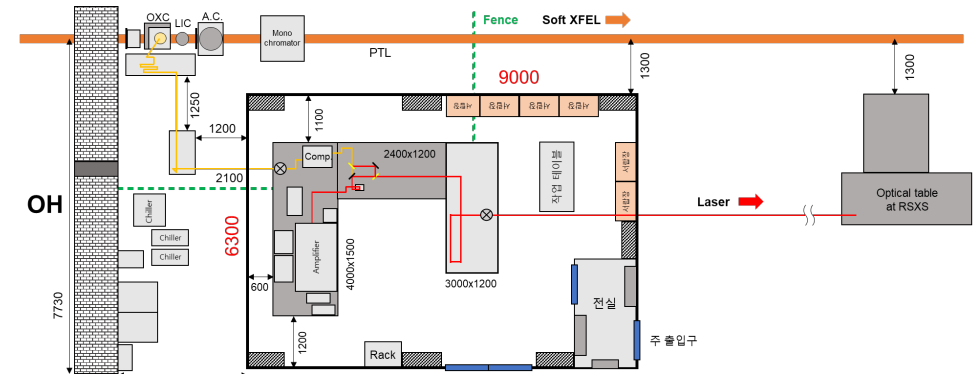 OXC
LIC
A.C.
Mono
chromator
PTL
Fence
Soft XFEL
9000
1300
1300
1250
1200
1100
2100
Comp.
2400x1200
작업 테이블
서랍장
서랍장
Laser
Optical table
at RSXS
OH
Chiller
Chiller
Chiller
6300
Amplifier
4000x1500
3000x1200
600
전실
7730
1200
Rack
주 출입구